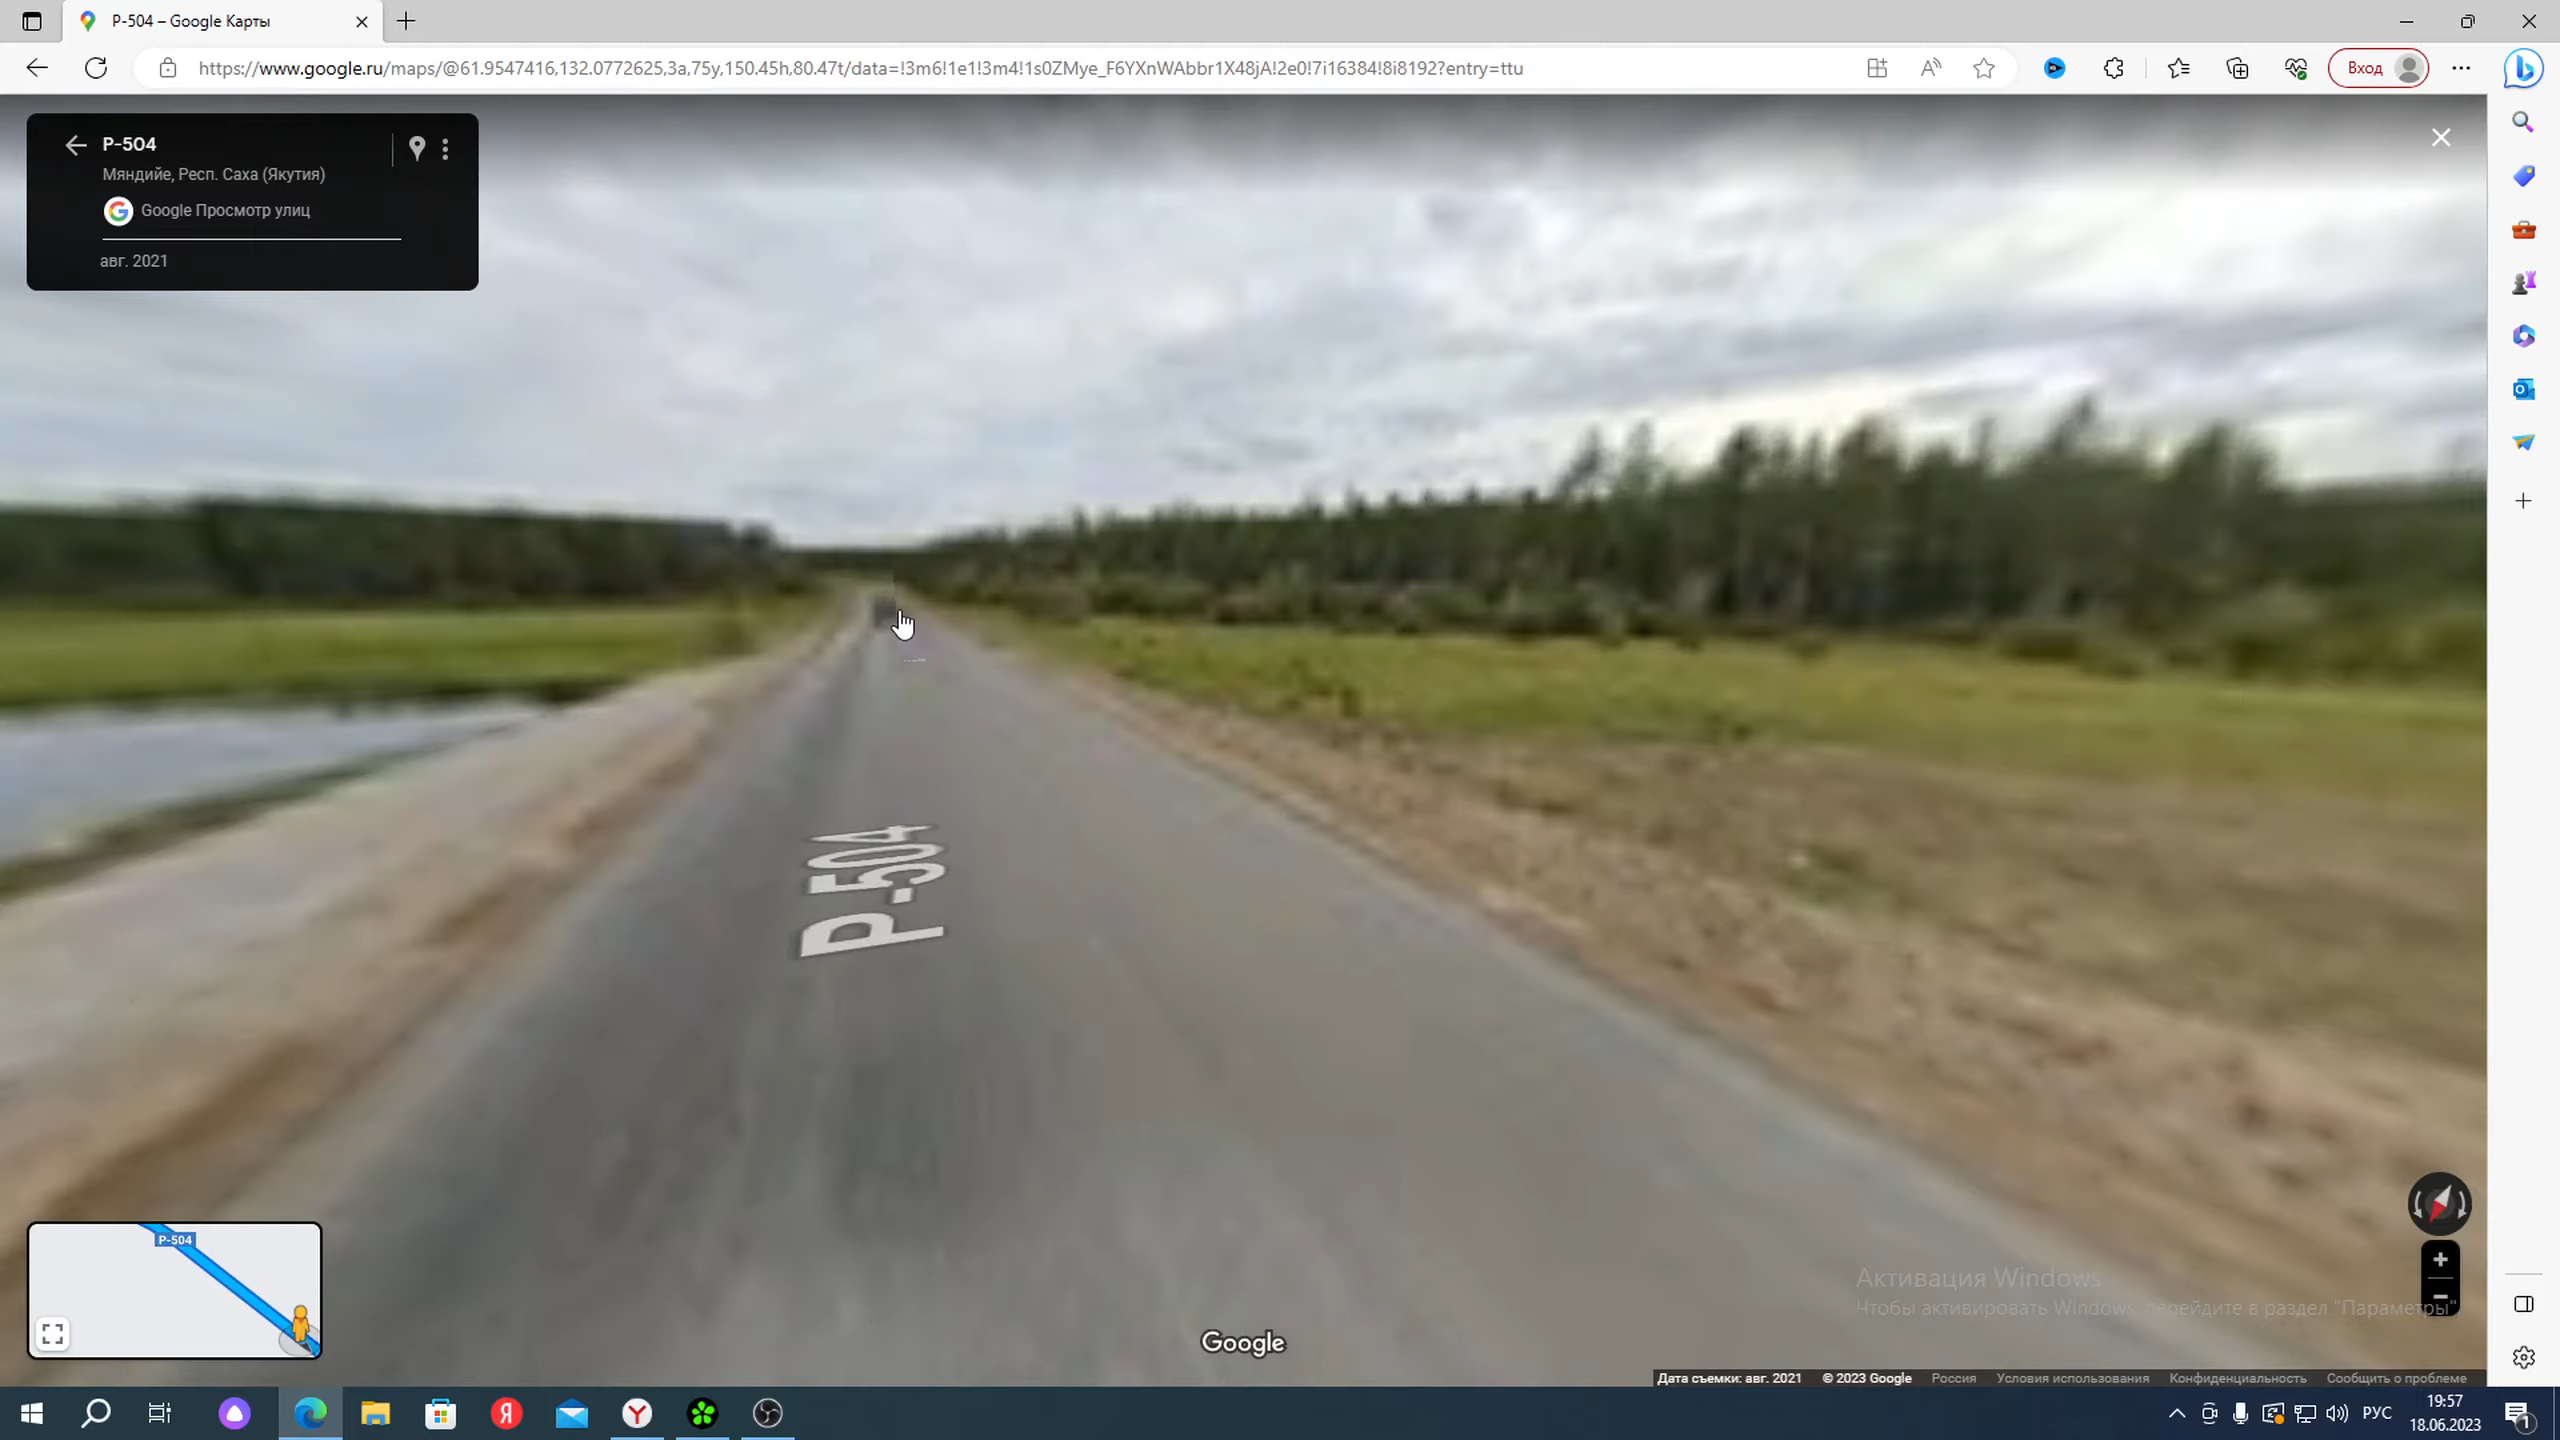 Р-504 – Google Карты
https://www.google.ru/maps/@61.9547416,132.0772625,3a,75y,150.45h,80.47t/data=!3m6!1e1!3m4!1s0ZMye_F6YXnWAbbr1X48jA!2e0!7i16384!8i8192?entry=ttu
Вход
Р-504
Мяндийе, Респ. Саха (Якутия)
Google Просмотр улиц
авг. 2021
Р-504
Р-504
Активация Windows
Чтобы активировать Windows, перейдите в раздел "Параметры"
Google
Дата съемки: авг. 2021 © 2023 Google Россия Условия использования Конфиденциальность Сообщить о проблеме
РУС
19:57
18.06.2023
1